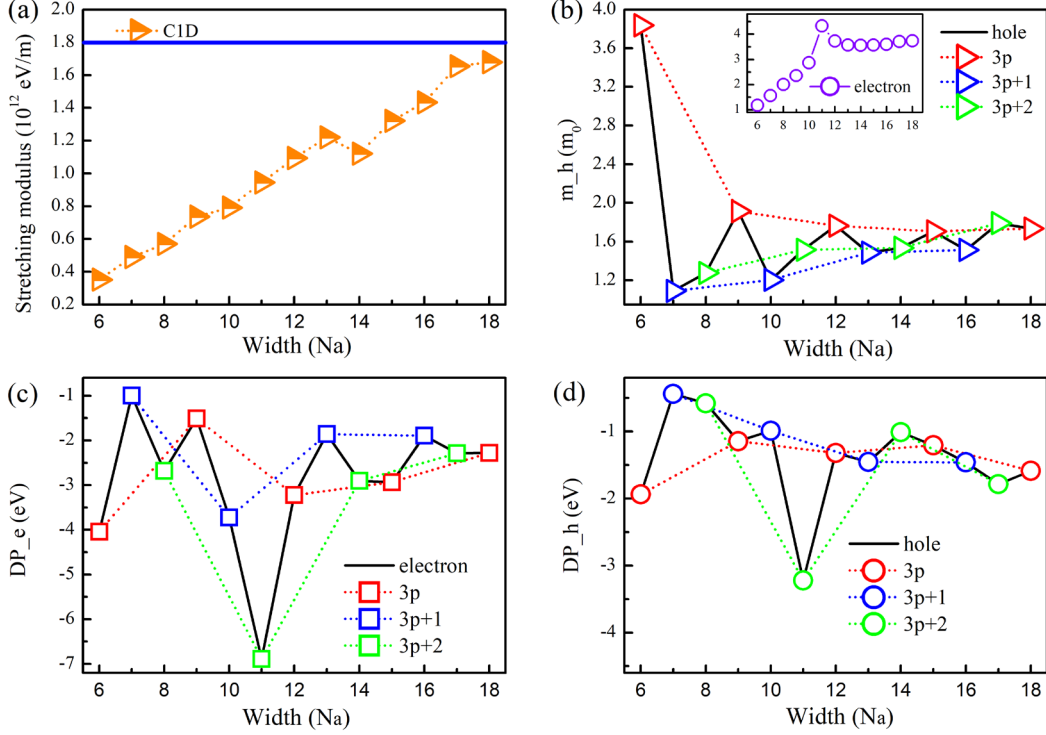 (a)
C1D
Stretching modulus (10¹² eV/m)
2.0
1.8
1.6
1.4
1.2
1.0
0.8
0.6
0.4
0.2
6 8 10 12 14 16 18
Width (Na)
(b)
m_h (m₀)
4.0
3.6
3.2
2.8
2.4
2.0
1.6
1.2
4
3
2
1
electron
6 8 10 12 14 16 18
hole
3p
3p+1
3p+2
6 8 10 12 14 16 18
Width (Na)
(c)
DP_e (eV)
-1
-2
-3
-4
-5
-6
-7
electron
3p
3p+1
3p+2
6 8 10 12 14 16 18
Width (Na)
(d)
DP_h (eV)
-1
-2
-3
-4
hole
3p
3p+1
3p+2
6 8 10 12 14 16 18
Width (Na)